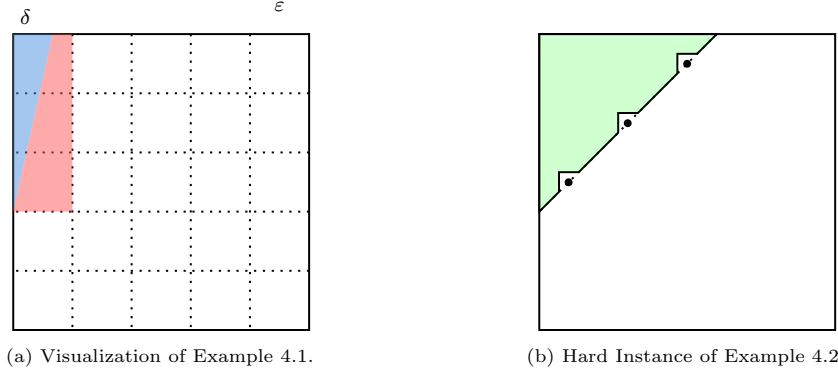 δ
ε
(a) Visualization of Example 4.1.
(b) Hard Instance of Example 4.2